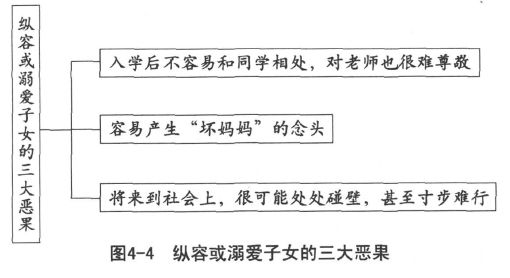 纵容或溺爱子女的三大恶果
入学后不容易和同学相处，对老师也很难尊敬
容易产生“坏妈妈”的念头
将来到社会上，很可能处处碰壁，甚至寸步难行
图4-4 纵容或溺爱子女的三大恶果